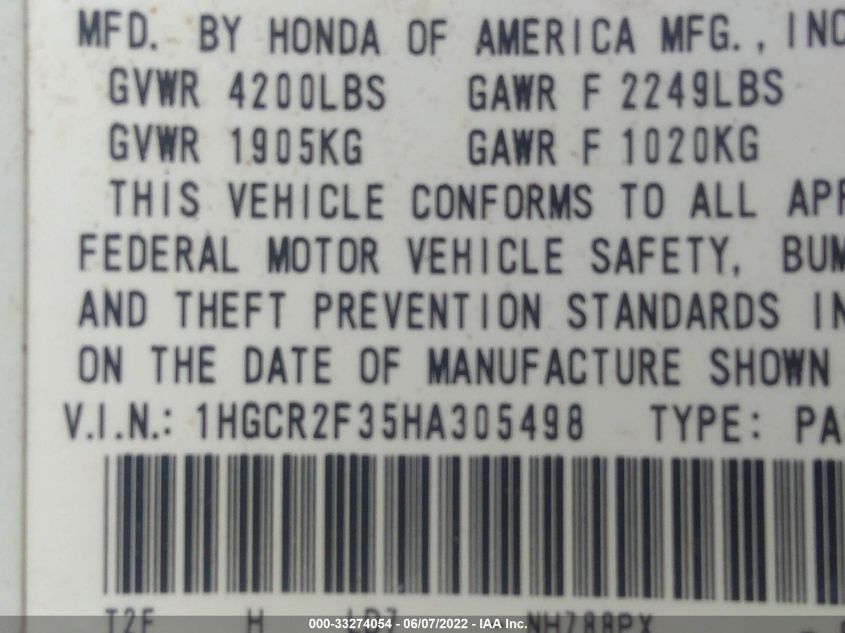 MFD. BY HONDA OF AMERICA MFG., INC
GVWR 4200LBS GAWR F 2249LBS
GVWR 1905KG GAWR F 1020KG
THIS VEHICLE CONFORMS TO ALL APP
FEDERAL MOTOR VEHICLE SAFETY, BUM
AND THEFT PREVENTION STANDARDS IN
ON THE DATE OF MANUFACTURE SHOWN
V.I.N.: 1HGCR2F35HA305498 TYPE: PA
T2F H NH788PX
000-33274054 - 06/07/2022 - IAA Inc.